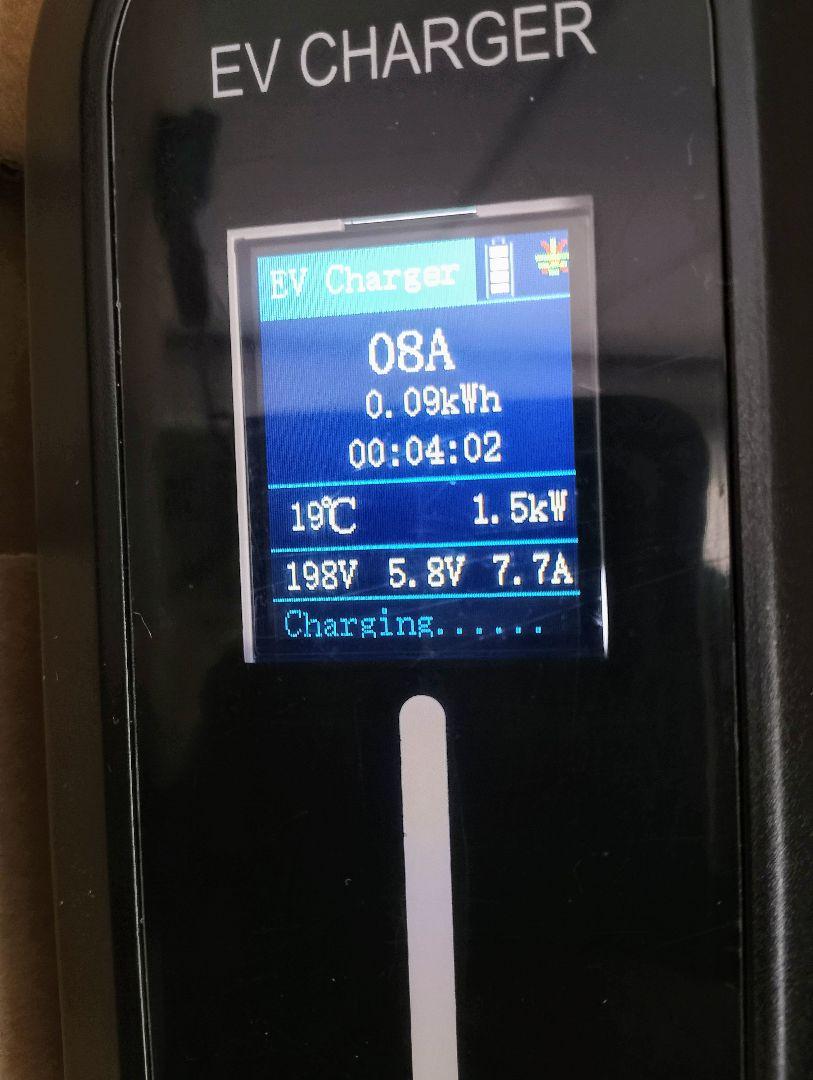 EV CHARGER
EV Charger
08A
0.09kWh
00:04:02
19℃ 1.5kW
198V 5.8V 7.7A
Charging......